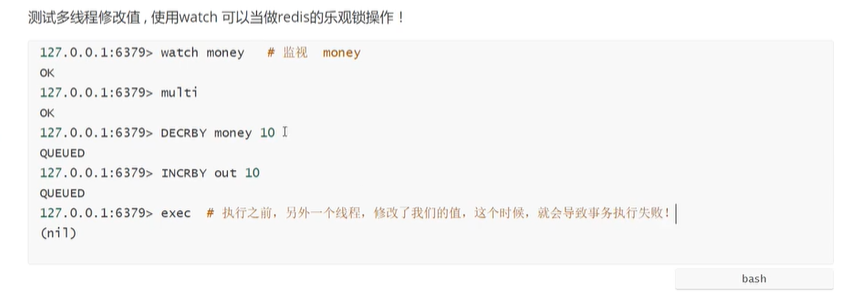 测试多线程修改值 , 使用watch 可以当做redis的乐观锁操作！
127.0.0.1:6379> watch money   # 监视  money
OK
127.0.0.1:6379> multi
OK
127.0.0.1:6379> DECRBY money 10
QUEUED
127.0.0.1:6379> INCRBY out 10
QUEUED
127.0.0.1:6379> exec  # 执行之前，另外一个线程，修改了我们的值，这个时候，就会导致事务执行失败！
(nil)
bash